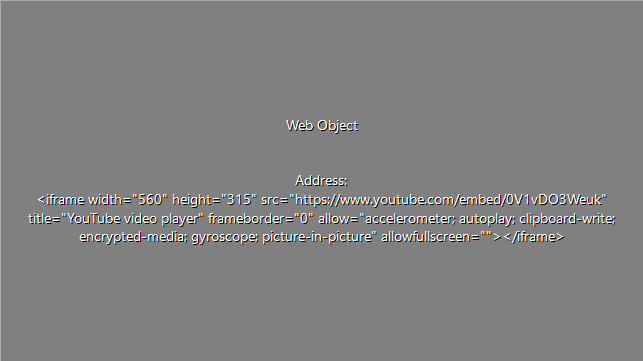 Web Object
Address:
<iframe width="560" height="315" src="https://www.youtube.com/embed/0V1vDO3Weuk"
title="YouTube video player" frameborder="0" allow="accelerometer; autoplay; clipboard-write;
encrypted-media; gyroscope; picture-in-picture" allowfullscreen=""></iframe>